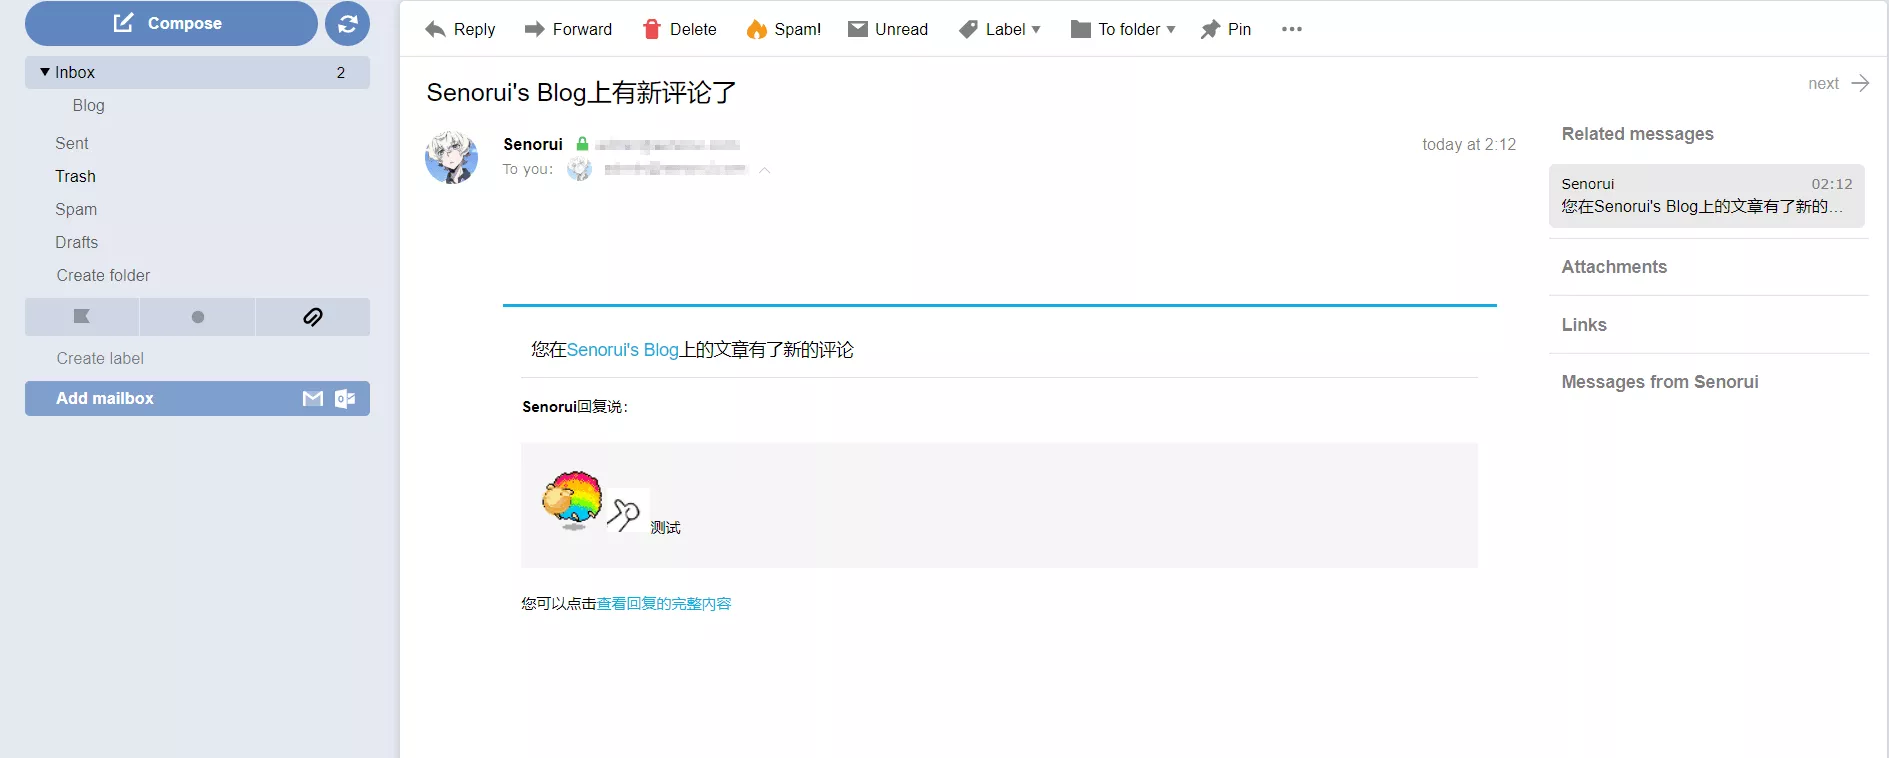 Compose
Inbox 2
Blog
Sent
Trash
Spam
Drafts
Create folder
Create label
Add mailbox
Reply Forward Delete Spam! Unread Label To folder Pin
Senorui's Blog上有新评论了
next
Senorui
today at 2:12
To you:
您在Senorui's Blog上的文章有了新的评论
Senorui回复说：
测试
您可以点击查看回复的完整内容
Related messages
Senorui 02:12
您在Senorui's Blog上的文章有了新的...
Attachments
Links
Messages from Senorui